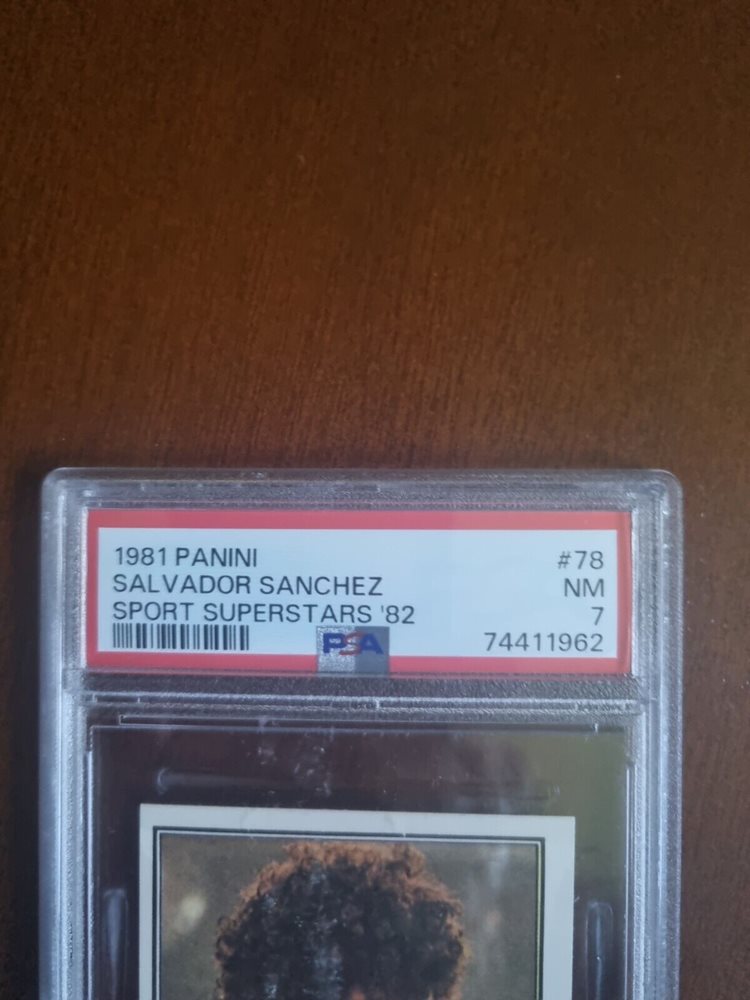 1981 PANINI #78
SALVADOR SANCHEZ NM
SPORT SUPERSTARS '82 7
PSA 74411962